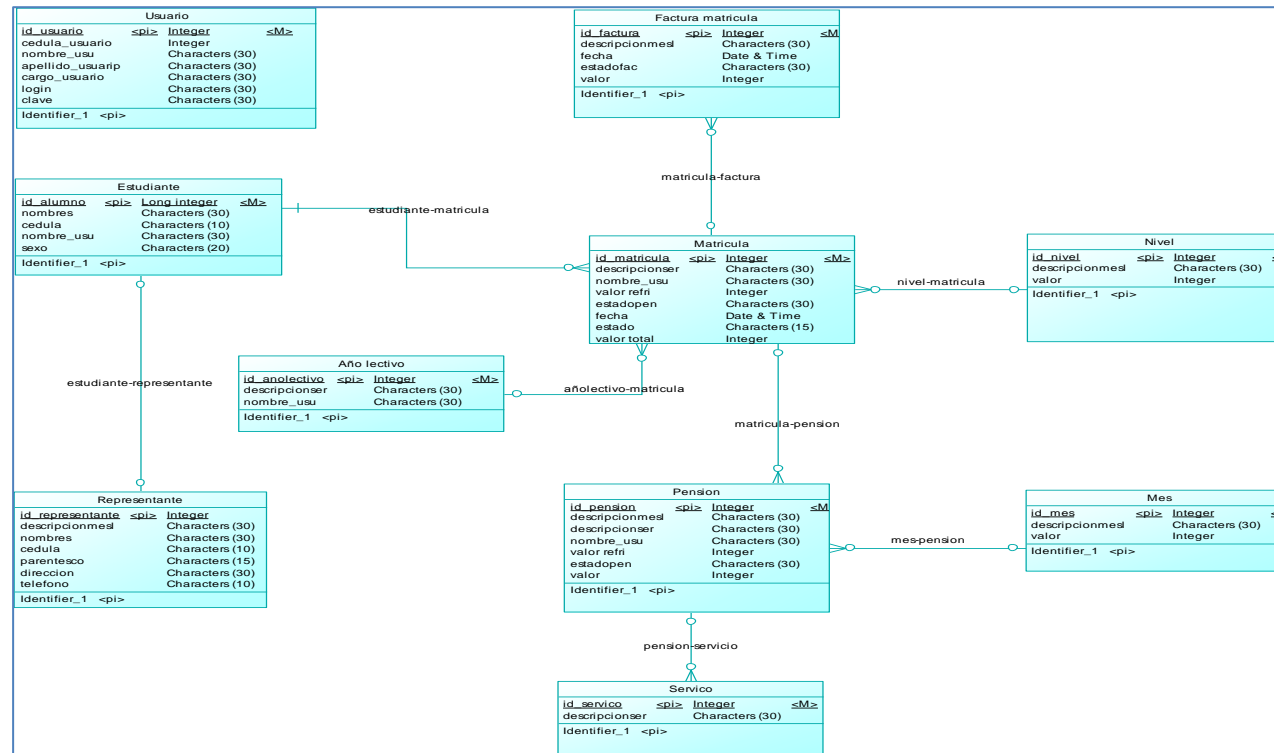 Usuario
id_usuario <pi> Integer <M>
cedula_usuario Integer
nombre_usu Characters (30)
apellido_usuarip Characters (30)
cargo_usuario Characters (30)
login Characters (30)
clave Characters (30)
Identifier_1 <pi>
Factura matricula
id_factura <pi> Integer <M
descripcionmesl Characters (30)
fecha Date & Time
estadofac Characters (30)
valor Integer
Identifier_1 <pi>
matricula-factura
Estudiante
id_alumno <pi> Long integer <M>
nombres Characters (30)
cedula Characters (10)
nombre_usu Characters (30)
sexo Characters (20)
Identifier_1 <pi>
estudiante-matricula
Matricula
id_matricula <pi> Integer <M>
descripcionser Characters (30)
nombre_usu Characters (30)
valor refri Integer
estadopen Characters (30)
fecha Date & Time
estado Characters (15)
valor total Integer
nivel-matricula
Nivel
id_nivel <pi> Integer
descripcionmesl Characters (30)
valor Integer
Identifier_1 <pi>
Año lectivo
id_anolectivo <pi> Integer <M>
descripcionser Characters (30)
nombre_usu Characters (30)
Identifier_1 <pi>
añolectivo-matricula
estudiante-representante
matricula-pension
Representante
id_representante <pi> Integer
descripcionmesl Characters (30)
nombres Characters (30)
cedula Characters (10)
parentesco Characters (15)
direccion Characters (30)
telefono Characters (10)
Identifier_1 <pi>
Pension
id_pension <pi> Integer <M
descripcionmesl Characters (30)
descripcionser Characters (30)
nombre_usu Characters (30)
valor refri Integer
estadopen Characters (30)
valor Integer
Identifier_1 <pi>
mes-pension
Mes
id_mes <pi> Integer
descripcionmesl Characters (30)
valor Integer
Identifier_1 <pi>
pension-servicio
Servico
id_servico <pi> Integer <M>
descripcionser Characters (30)
Identifier_1 <pi>